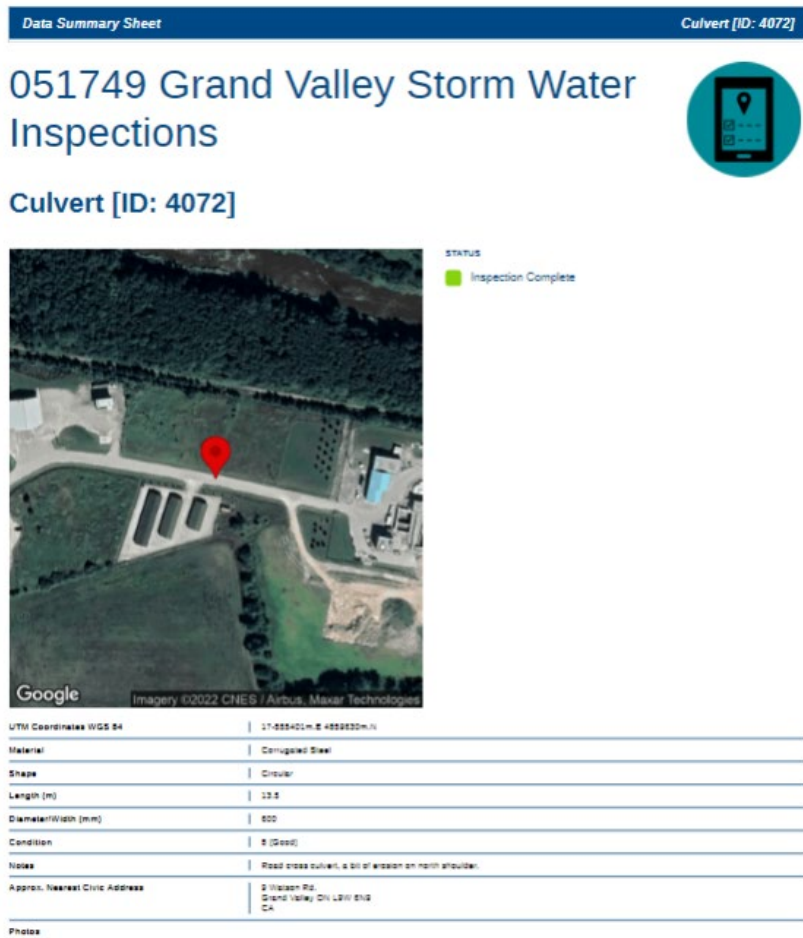 Data Summary Sheet Culvert [ID: 4072]
051749 Grand Valley Storm Water
Inspections
Culvert [ID: 4072]
STATUS
Inspection Complete
Google
Imagery ©2022 CNES / Airbus, Maxar Technologies
UTM Coordinates WGS 84
Material Corrugated Steel
Shape Circular
Length (m) 13.5
Diameter/Width (mm) 600
Condition (Good)
Notes Road cross culvert, a bit of erosion on north shoulder.
Approx. Nearest Civic Address Rd.
Grand Valley ON
CA
Photos